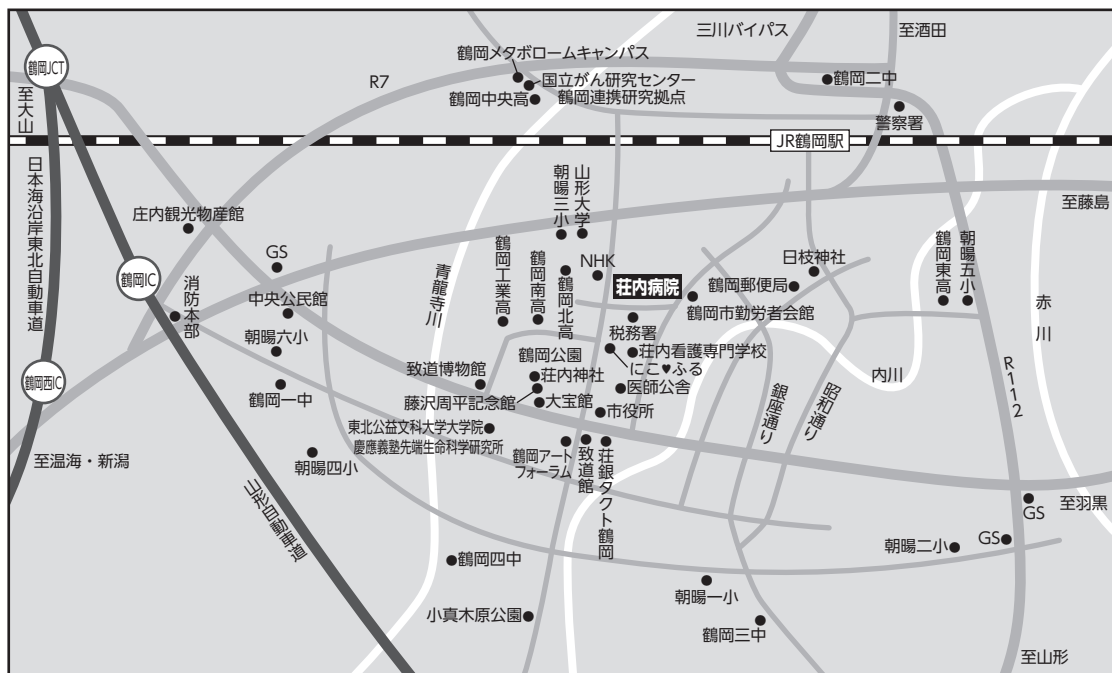 三川バイパス
至酒田
鶴岡メタボロームキャンパス
鶴岡JCT
国立がん研究センター
鶴岡連携研究拠点
鶴岡二中
R7
鶴岡中央高
至大山
警察署
JR鶴岡駅
日本海沿岸東北自動車道
朝暘三小
山形大学
至藤島
庄内観光物産館
GS
鶴岡工業高
鶴岡南高
鶴岡北高
NHK
荘内病院
日枝神社
鶴岡郵便局
鶴岡東高
朝暘五小
鶴岡IC
青龍寺川
赤川
消防本部
中央公民館
鶴岡市勤労者会館
税務署
朝暘六小
荘内看護専門学校
鶴岡公園
にこ♥ふる
致道博物館
荘内神社
医師公舎
内川
R112
鶴岡西IC
鶴岡一中
藤沢周平記念館
大宝館
市役所
銀座通り
昭和通り
東北公益文科大学大学院
慶應義塾先端生命科学研究所
至温海・新潟
朝暘四小
鶴岡アート
フォーラム
致道館
荘銀タクト鶴岡
山形自動車道
至羽黒
GS
GS
朝暘二小
鶴岡四中
朝暘一小
小真木原公園
鶴岡三中
至山形